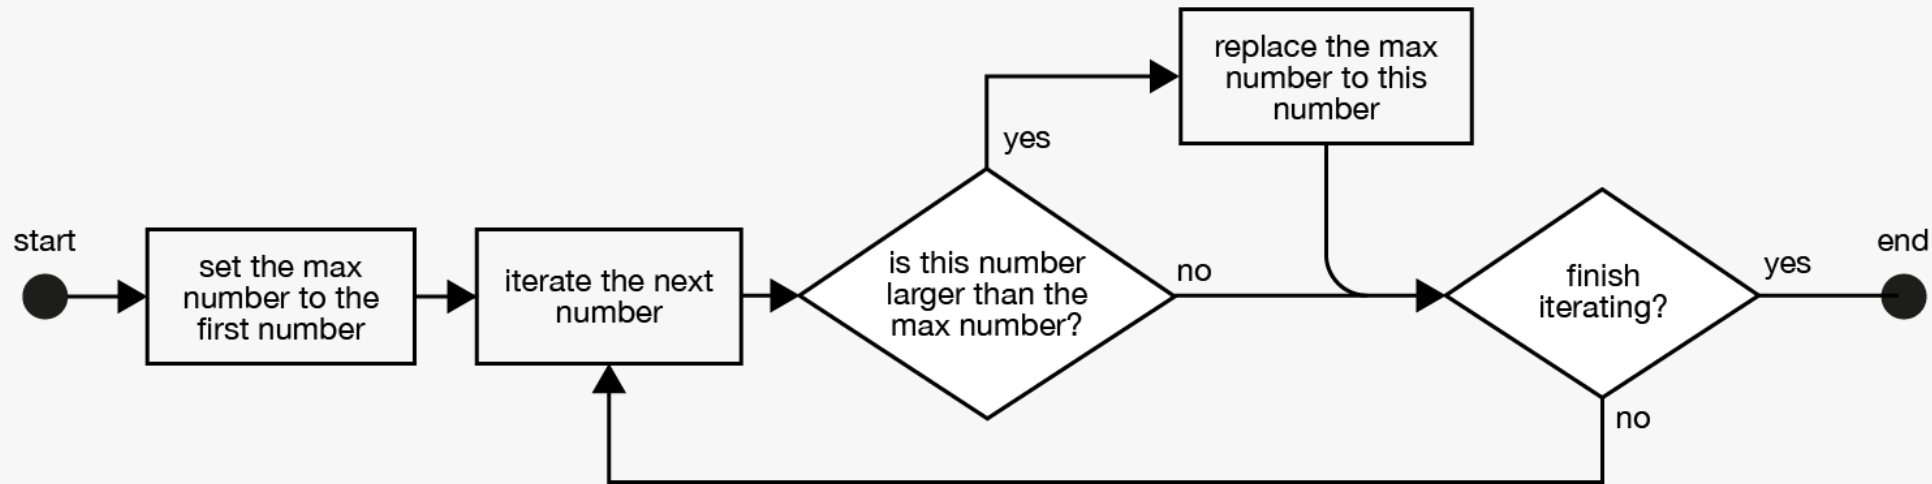 start
set the max
number to the
first number
iterate the next
number
is this number
larger than the
max number?
yes
no
replace the max
number to this
number
finish
iterating?
yes
no
end